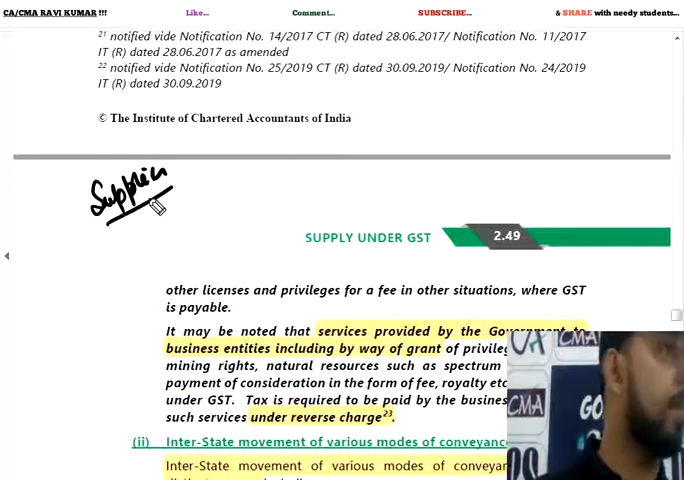 CA/CMA RAVI KUMAR !!! Like... Comment... SUBSCRIBE... & SHARE with needy students...
21 notified vide Notification No. 14/2017 CT (R) dated 28.06.2017/ Notification No. 11/2017
IT (R) dated 28.06.2017 as amended
22 notified vide Notification No. 25/2019 CT (R) dated 30.09.2019/ Notification No. 24/2019
IT (R) dated 30.09.2019
© The Institute of Chartered Accountants of India
SUPPLY UNDER GST 2.49
other licenses and privileges for a fee in other situations, where GST
is payable.
It may be noted that services provided by the Government to
business entities including by way of grant of privileg
mining rights, natural resources such as spectrum
payment of consideration in the form of fee, royalty etc
under GST. Tax is required to be paid by the busines
such services under reverse charge23.
(ii) Inter-State movement of various modes of conveyanc
Inter-State movement of various modes of conveyan
CMA
GO
CMA